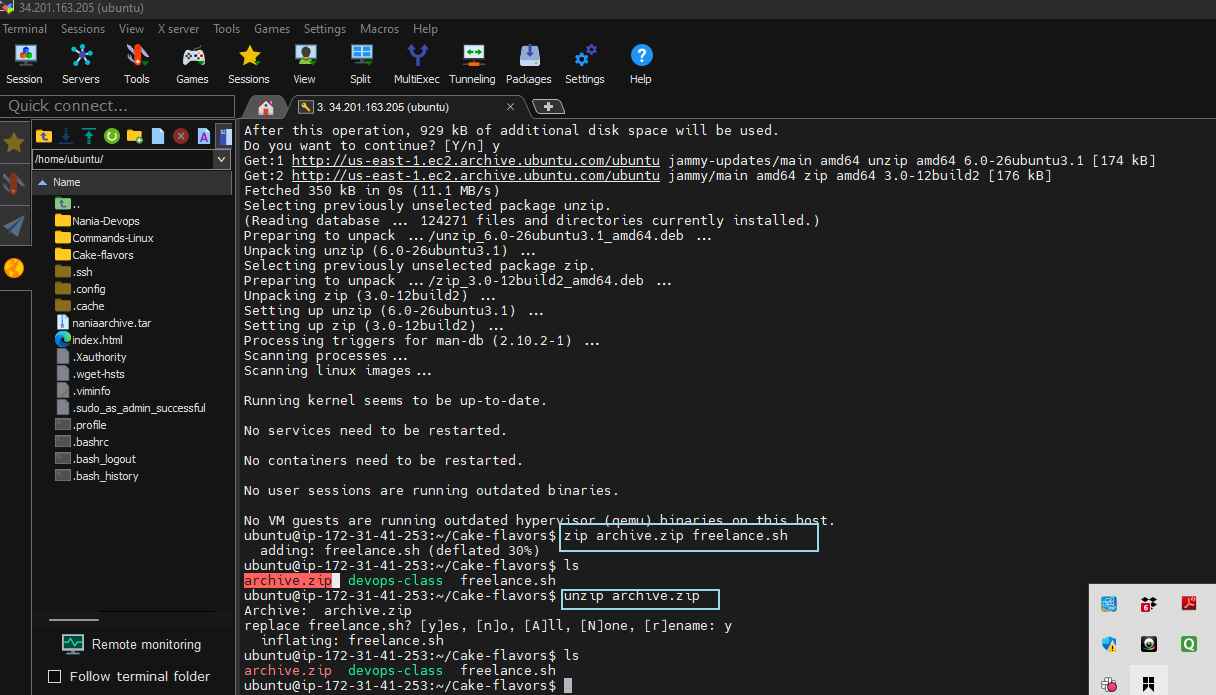 34.201.163.205 (ubuntu)
Terminal Sessions View X server Tools Games Settings Macros Help
Session Servers Tools Games Sessions View Split MultiExec Tunneling Packages Settings Help
Quick connect...
3. 34.201.163.205 (ubuntu)
/home/ubuntu/
Name
..
Nania-Devops
Commands-Linux
Cake-flavors
.ssh
.config
.cache
naniaarchive.tar
index.html
.Xauthority
.wget-hsts
.viminfo
.sudo_as_admin_successful
.profile
.bashrc
.bash_logout
.bash_history
Remote monitoring
Follow terminal folder
After this operation, 929 kB of additional disk space will be used.
Do you want to continue? [Y/n] y
Get:1 http://us-east-1.ec2.archive.ubuntu.com/ubuntu jammy-updates/main amd64 unzip amd64 6.0-26ubuntu3.1 [174 kB]
Get:2 http://us-east-1.ec2.archive.ubuntu.com/ubuntu jammy/main amd64 zip amd64 3.0-12build2 [176 kB]
Fetched 350 kB in 0s (11.1 MB/s)
Selecting previously unselected package unzip.
(Reading database ... 124271 files and directories currently installed.)
Preparing to unpack .../unzip_6.0-26ubuntu3.1_amd64.deb ...
Unpacking unzip (6.0-26ubuntu3.1) ...
Selecting previously unselected package zip.
Preparing to unpack .../zip_3.0-12build2_amd64.deb ...
Unpacking zip (3.0-12build2) ...
Setting up unzip (6.0-26ubuntu3.1) ...
Setting up zip (3.0-12build2) ...
Processing triggers for man-db (2.10.2-1) ...
Scanning processes...
Scanning linux images...
Running kernel seems to be up-to-date.
No services need to be restarted.
No containers need to be restarted.
No user sessions are running outdated binaries.
No VM guests are running outdated hypervisor (qemu) binaries on this host.
ubuntu@ip-172-31-41-253:~/Cake-flavors$ zip archive.zip freelance.sh
adding: freelance.sh (deflated 30%)
ubuntu@ip-172-31-41-253:~/Cake-flavors$ ls
archive.zip devops-class freelance.sh
ubuntu@ip-172-31-41-253:~/Cake-flavors$ unzip archive.zip
Archive: archive.zip
replace freelance.sh? [y]es, [n]o, [A]ll, [N]one, [r]ename: y
inflating: freelance.sh
ubuntu@ip-172-31-41-253:~/Cake-flavors$ ls
archive.zip devops-class freelance.sh
ubuntu@ip-172-31-41-253:~/Cake-flavors$